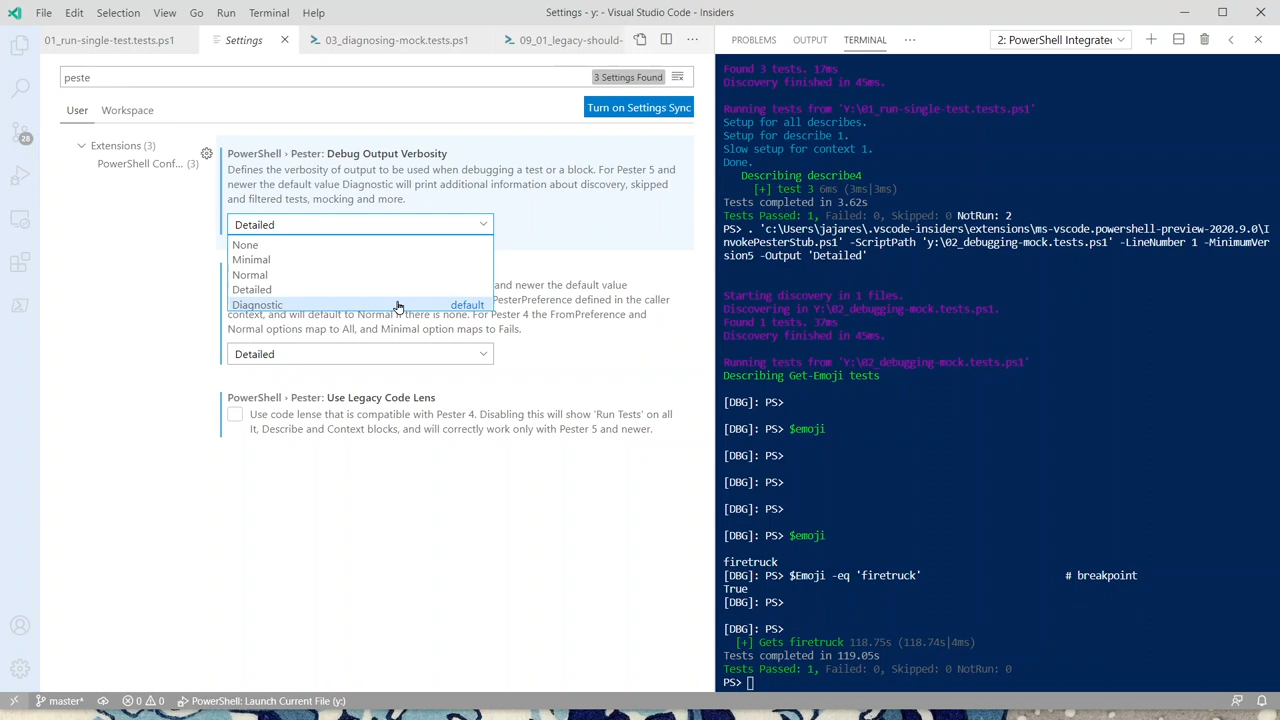 File Edit Selection View Go Run Terminal Help
Settings - y: - Visual Studio Code - Insiders
01_run-single-test.tests.ps1
Settings
03_diagnosing-mock.tests.ps1
09_01_legacy-should-
3 Settings Found
User Workspace
Turn on Settings Sync
Extensions (3)
PowerShell Conf... (3)
PowerShell › Pester: Debug Output Verbosity
Defines the verbosity of output to be used when debugging a test or a block. For Pester 5 and
newer the default value Diagnostic will print additional information about discovery, skipped
and filtered tests, mocking and more.
Detailed
None
Minimal
Normal
Detailed
Diagnostic default
and newer the default value
PesterPreference defined in the caller
context, and will default to Normal if there is none. For Pester 4 the FromPreference and
Normal options map to All, and Minimal option maps to Fails.
Detailed
PowerShell › Pester: Use Legacy Code Lens
Use code lense that is compatible with Pester 4. Disabling this will show 'Run Tests' on all
It, Describe and Context blocks, and will correctly work only with Pester 5 and newer.
PROBLEMS OUTPUT TERMINAL ···
2: PowerShell Integrated
Found 3 tests. 17ms
Discovery finished in 45ms.
Running tests from 'Y:\01_run-single-test.tests.ps1'
Setup for all describes.
Setup for describe 1.
Slow setup for context 1.
Done.
Describing describe4
[+] test 3 6ms (3ms|3ms)
Tests completed in 3.62s
Tests Passed: 1, Failed: 0, Skipped: 0 NotRun: 2
PS> . 'c:\Users\jajares\.vscode-insiders\extensions\ms-vscode.powershell-preview-2020.9.0\I
nvokePesterStub.ps1' -ScriptPath 'y:\02_debugging-mock.tests.ps1' -LineNumber 1 -MinimumVer
sion5 -Output 'Detailed'
Starting discovery in 1 files.
Discovering in Y:\02_debugging-mock.tests.ps1.
Found 1 tests. 37ms
Discovery finished in 45ms.
Running tests from 'Y:\02_debugging-mock.tests.ps1'
Describing Get-Emoji tests
[DBG]: PS>
[DBG]: PS> $emoji
[DBG]: PS>
[DBG]: PS>
[DBG]: PS>
[DBG]: PS> $emoji
firetruck
[DBG]: PS> $Emoji -eq 'firetruck' # breakpoint
True
[DBG]: PS>
[DBG]: PS>
[+] Gets firetruck 118.75s (118.74s|4ms)
Tests completed in 119.05s
Tests Passed: 1, Failed: 0, Skipped: 0 NotRun: 0
PS>
master* 0 0 PowerShell: Launch Current File (y:)